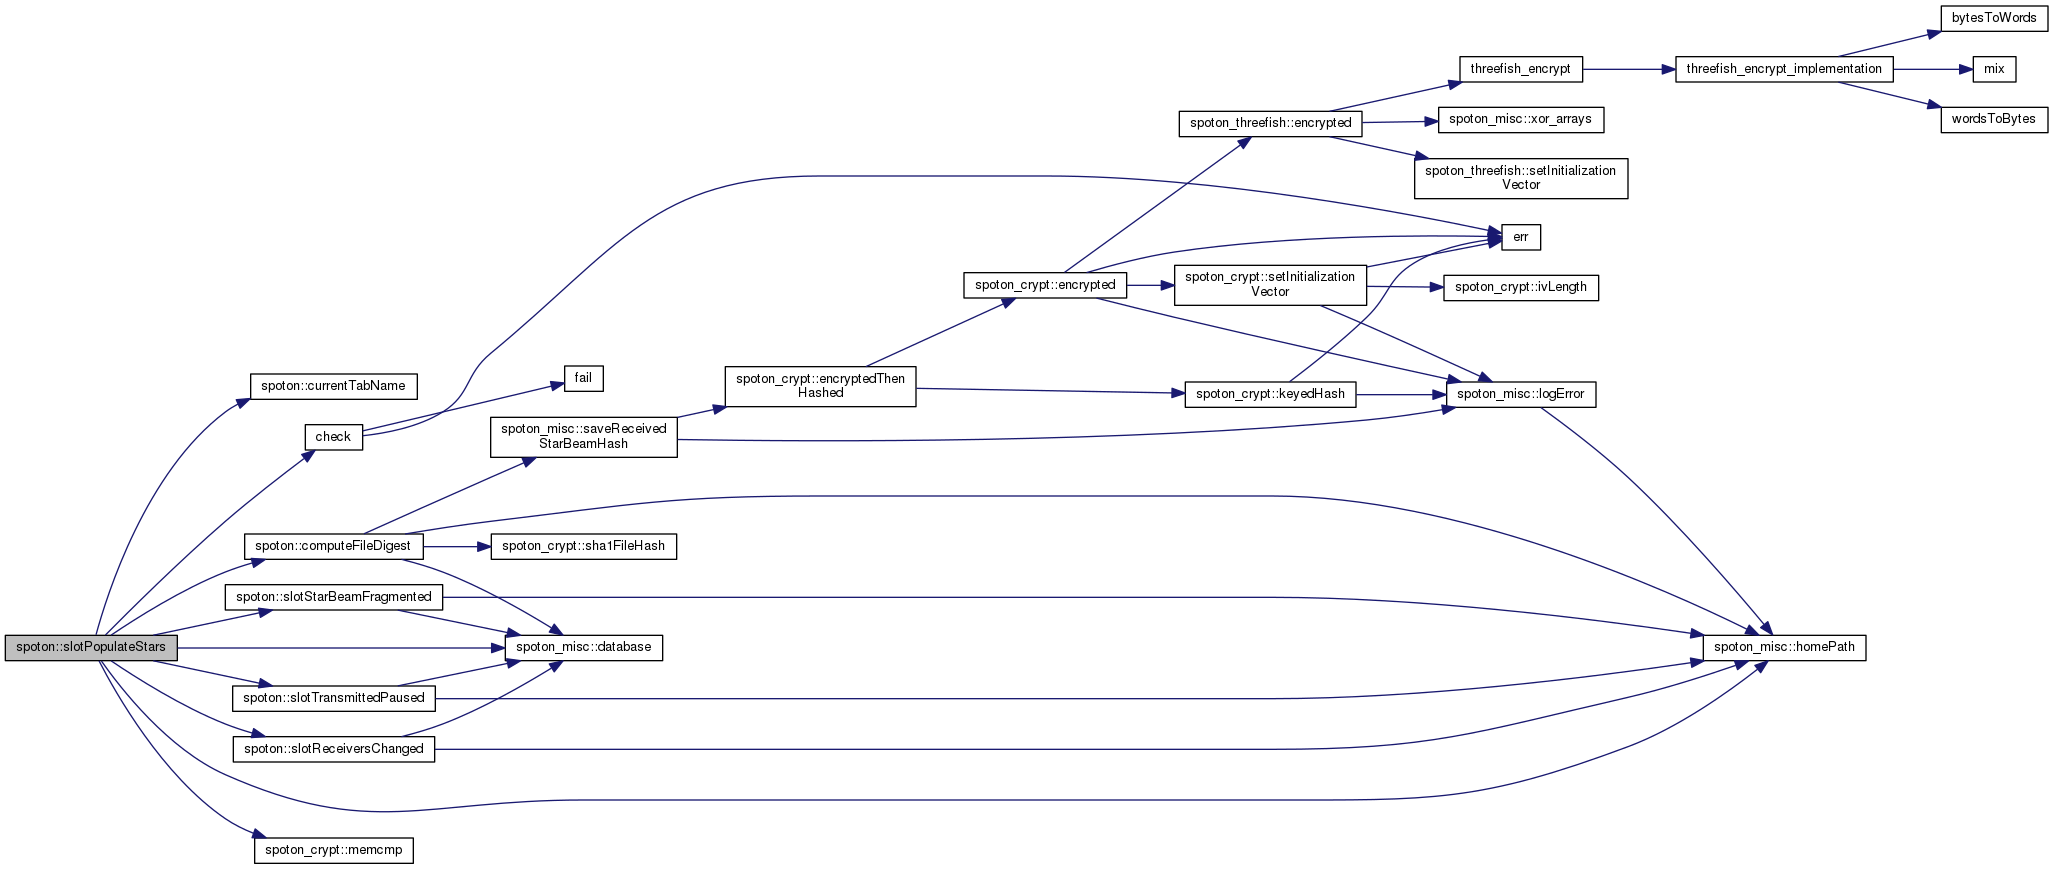 bytesToWords
threefish_encrypt
threefish_encrypt_implementation
mix
spoton_threefish::encrypted
spoton_misc::xor_arrays
wordsToBytes
spoton_threefish::setInitialization
Vector
err
spoton_crypt::encrypted
spoton_crypt::setInitialization
Vector
spoton_crypt::ivLength
spoton::currentTabName
fail
spoton_crypt::encryptedThen
Hashed
spoton_crypt::keyedHash
spoton_misc::logError
check
spoton_misc::saveReceived
StarBeamHash
spoton::computeFileDigest
spoton_crypt::sha1FileHash
spoton::slotStarBeamFragmented
spoton::slotPopulateStars
spoton_misc::database
spoton_misc::homePath
spoton::slotTransmittedPaused
spoton::slotReceiversChanged
spoton_crypt::memcmp